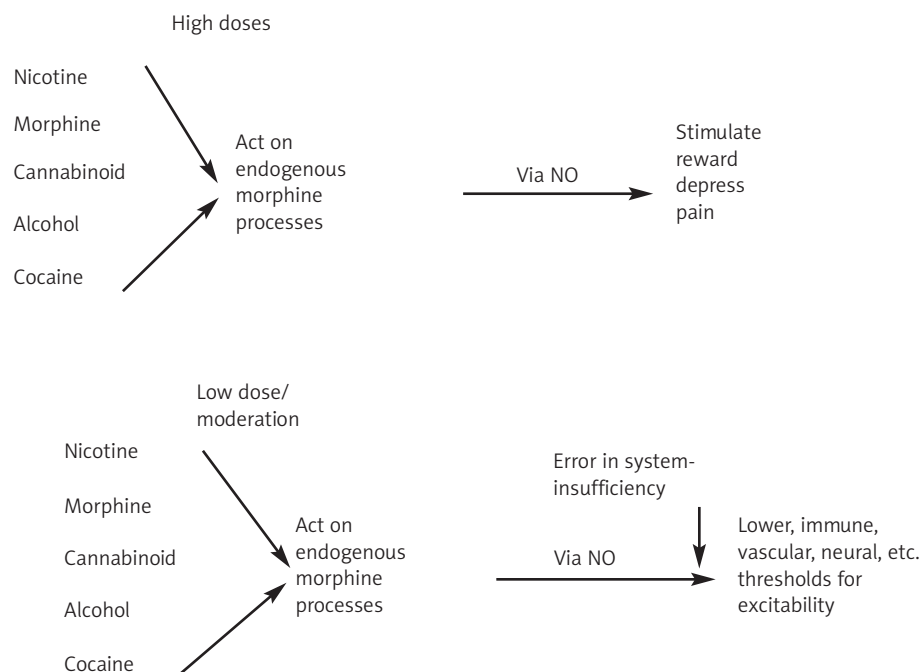 High doses
Nicotine
Morphine
Cannabinoid
Alcohol
Cocaine
Act on
endogenous
morphine
processes
Via NO
Stimulate
reward
depress
pain
Low dose/
moderation
Nicotine
Morphine
Cannabinoid
Alcohol
Cocaine
Act on
endogenous
morphine
processes
Via NO
Error in system-
insufficiency
Lower, immune,
vascular, neural, etc.
thresholds for
excitability